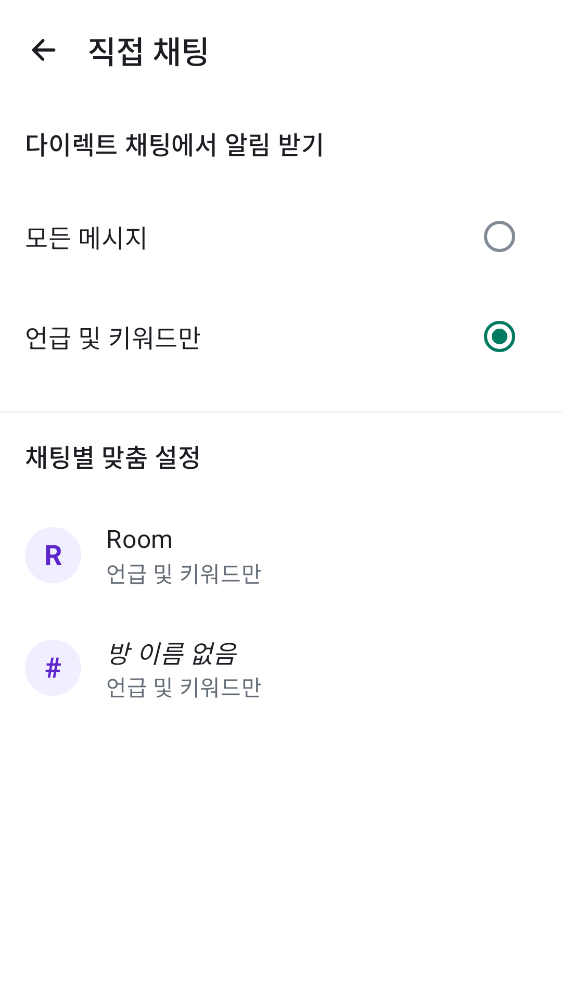 직접 채팅
다이렉트 채팅에서 알림 받기
모든 메시지
언급 및 키워드만
채팅별 맞춤 설정
R
Room
언급 및 키워드만
#
방 이름 없음
언급 및 키워드만